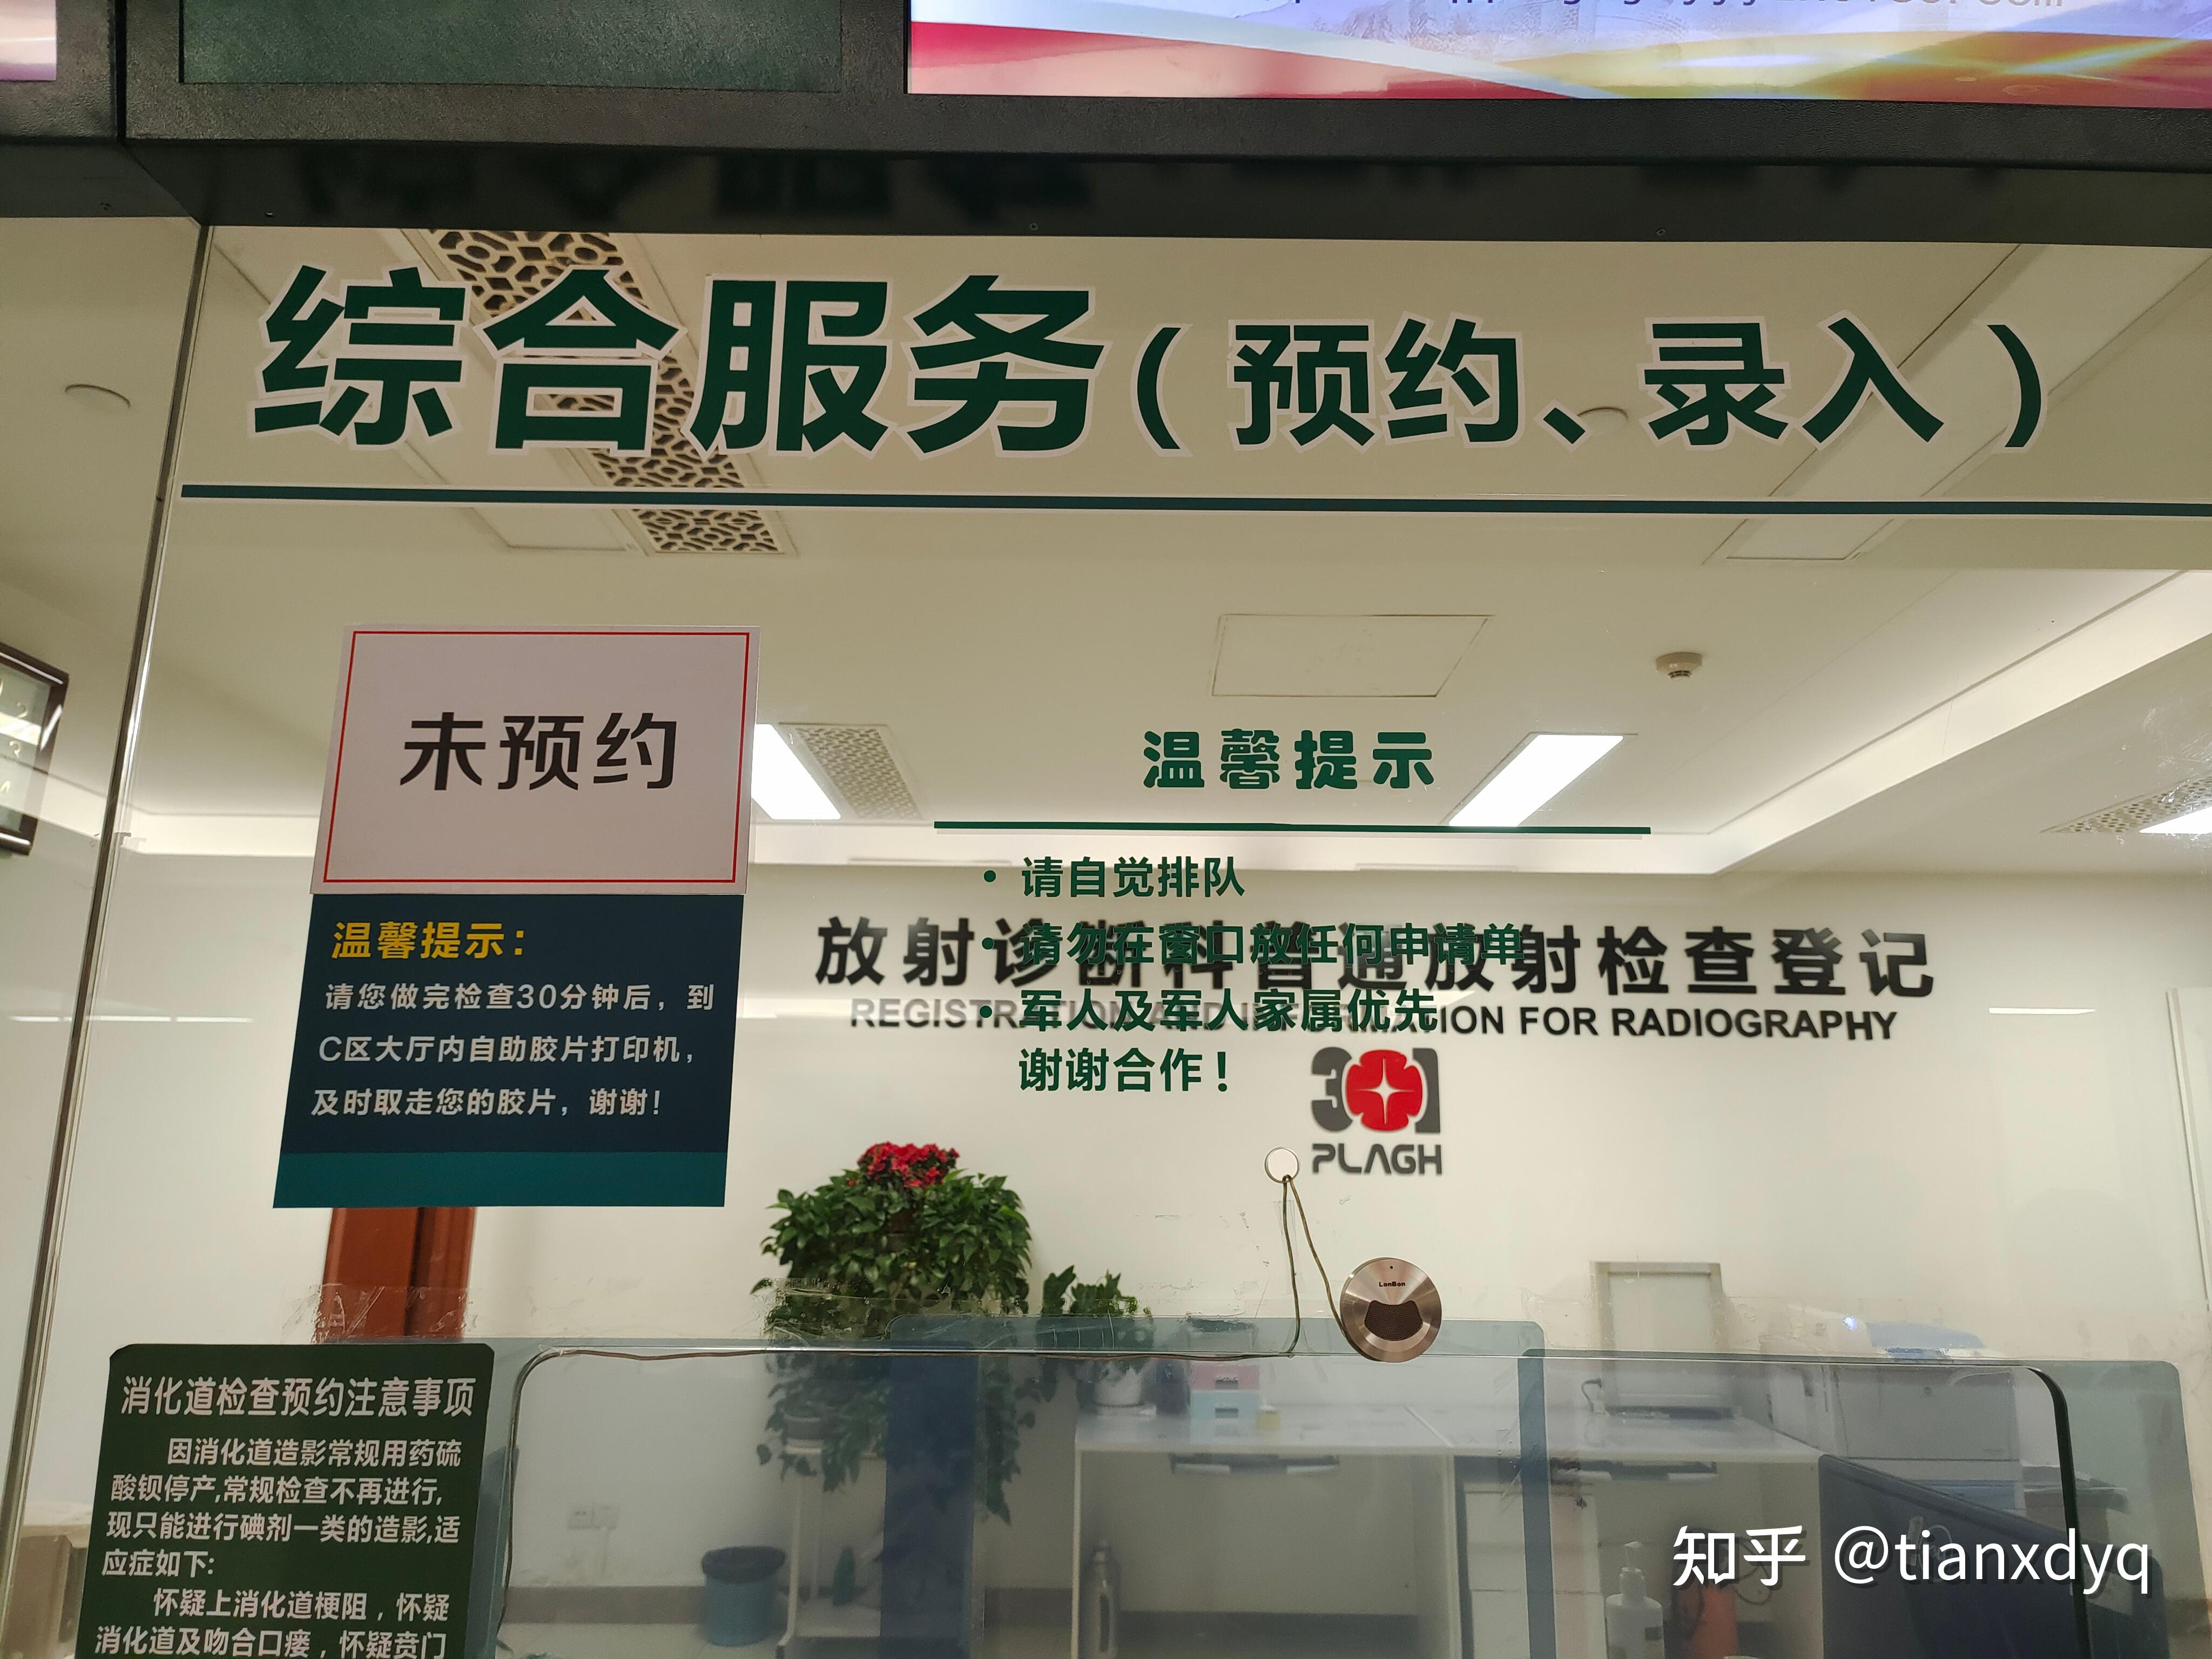 综合服务（预约、录入）
未预约
温馨提示：
请您做完检查30分钟后，到
C区大厅内自助胶片打印机，
及时取走您的胶片，谢谢！
温馨提示
• 请自觉排队
• 请勿在窗口放任何申请单
• 军人及军人家属优先
谢谢合作！
放射诊断科普通放射检查登记
REGISTRATION AND INFORMATION FOR RADIOGRAPHY
301
PLAGH
LonBon
消化道检查预约注意事项
因消化道造影常规用药硫
酸钡停产,常规检查不再进行,
现只能进行碘剂一类的造影,适
应症如下:
怀疑上消化道梗阻，怀疑
消化道及吻合口瘘，怀疑贲门
知乎 @tianxdyq